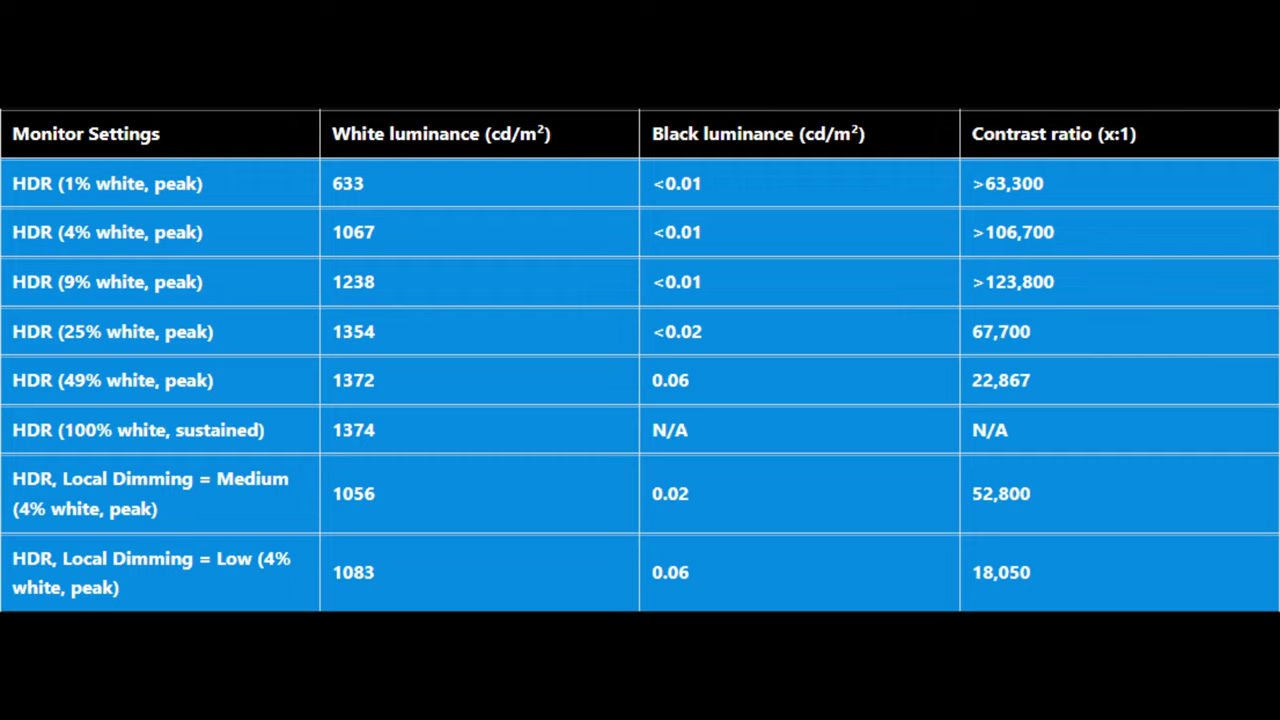 Monitor Settings White luminance (cd/m²) Black luminance (cd/m²) Contrast ratio (x:1)
HDR (1% white, peak) 633 <0.01 >63,300
HDR (4% white, peak) 1067 <0.01 >106,700
HDR (9% white, peak) 1238 <0.01 >123,800
HDR (25% white, peak) 1354 <0.02 67,700
HDR (49% white, peak) 1372 0.06 22,867
HDR (100% white, sustained) 1374 N/A N/A
HDR, Local Dimming = Medium
(4% white, peak) 1056 0.02 52,800
HDR, Local Dimming = Low (4%
white, peak) 1083 0.06 18,050